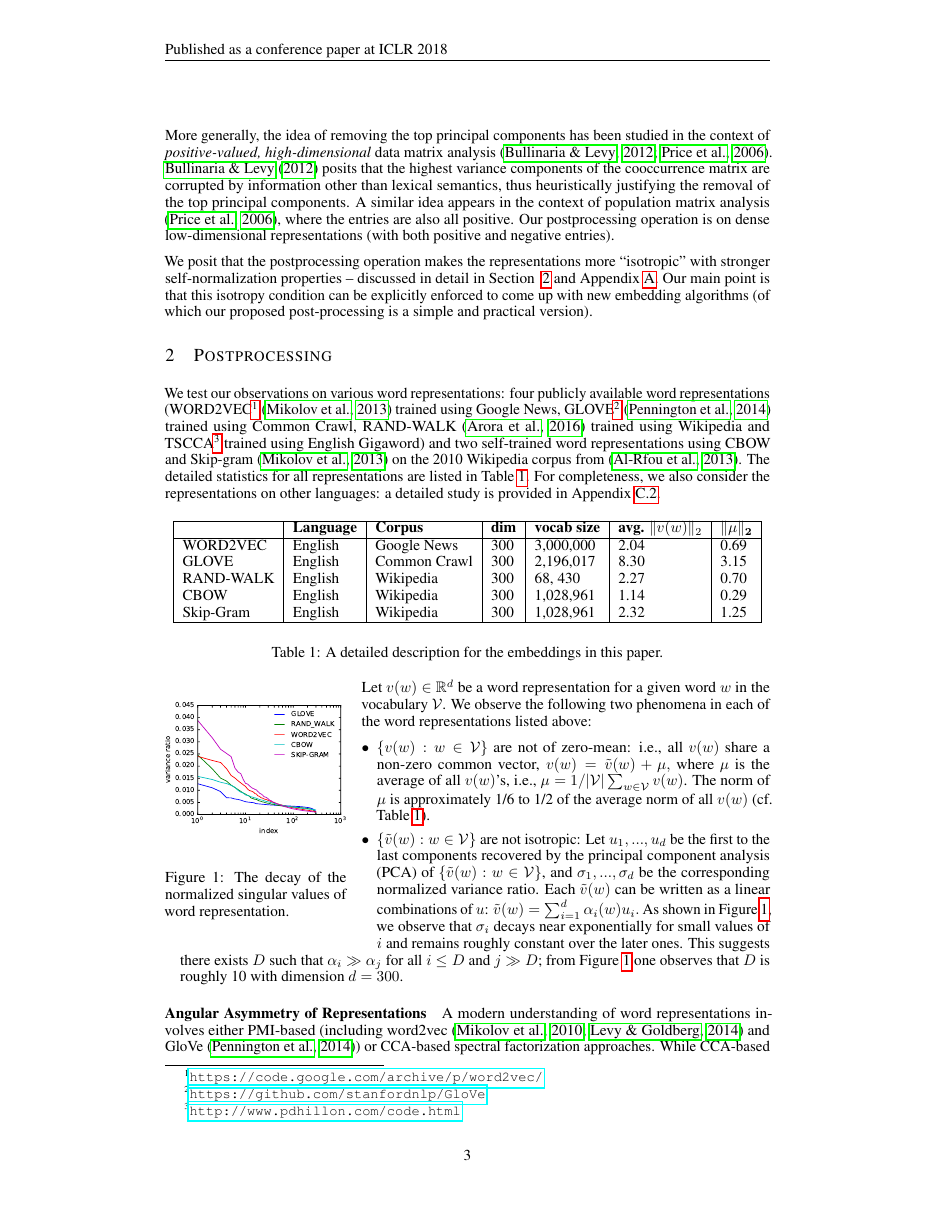 Published as a conference paper at ICLR 2018
More generally, the idea of removing the top principal components has been studied in the context of
positive-valued, high-dimensional data matrix analysis (Bullinaria & Levy, 2012; Price et al., 2006).
Bullinaria & Levy (2012) posits that the highest variance components of the cooccurrence matrix are
corrupted by information other than lexical semantics, thus heuristically justifying the removal of
the top principal components. A similar idea appears in the context of population matrix analysis
(Price et al., 2006), where the entries are also all positive. Our postprocessing operation is on dense
low-dimensional representations (with both positive and negative entries).
We posit that the postprocessing operation makes the representations more “isotropic” with stronger
self-normalization properties – discussed in detail in Section 2 and Appendix A. Our main point is
that this isotropy condition can be explicitly enforced to come up with new embedding algorithms (of
which our proposed post-processing is a simple and practical version).
2 POSTPROCESSING
We test our observations on various word representations: four publicly available word representations
(WORD2VEC¹ (Mikolov et al., 2013) trained using Google News, GLOVE² (Pennington et al., 2014)
trained using Common Crawl, RAND-WALK (Arora et al., 2016) trained using Wikipedia and
TSCCA³ trained using English Gigaword) and two self-trained word representations using CBOW
and Skip-gram (Mikolov et al., 2013) on the 2010 Wikipedia corpus from (Al-Rfou et al., 2013). The
detailed statistics for all representations are listed in Table 1. For completeness, we also consider the
representations on other languages: a detailed study is provided in Appendix C.2.
Language Corpus dim vocab size avg. ‖v(w)‖₂ ‖μ‖₂
WORD2VEC English Google News 300 3,000,000 2.04 0.69
GLOVE English Common Crawl 300 2,196,017 8.30 3.15
RAND-WALK English Wikipedia 300 68, 430 2.27 0.70
CBOW English Wikipedia 300 1,028,961 1.14 0.29
Skip-Gram English Wikipedia 300 1,028,961 2.32 1.25
Table 1: A detailed description for the embeddings in this paper.
0.045
0.040
0.035
0.030
0.025
0.020
0.015
0.010
0.005
0.000
variance ratio
10⁰ 10¹ 10² 10³
index
GLOVE
RAND_WALK
WORD2VEC
CBOW
SKIP-GRAM
Figure 1: The decay of the
normalized singular values of
word representation.
Let v(w) ∈ ℝᵈ be a word representation for a given word w in the
vocabulary 𝒱. We observe the following two phenomena in each of
the word representations listed above:
• {v(w) : w ∈ 𝒱} are not of zero-mean: i.e., all v(w) share a
non-zero common vector, v(w) = ṽ(w) + μ, where μ is the
average of all v(w)’s, i.e., μ = 1/|𝒱| ∑w∈𝒱 v(w). The norm of
μ is approximately 1/6 to 1/2 of the average norm of all v(w) (cf.
Table 1).
• {ṽ(w) : w ∈ 𝒱} are not isotropic: Let u₁, ..., u_d be the first to the
last components recovered by the principal component analysis
(PCA) of {ṽ(w) : w ∈ 𝒱}, and σ₁, ..., σ_d be the corresponding
normalized variance ratio. Each ṽ(w) can be written as a linear
combinations of u: ṽ(w) = ∑ᵈᵢ₌₁ αᵢ(w)uᵢ. As shown in Figure 1,
we observe that σᵢ decays near exponentially for small values of
i and remains roughly constant over the later ones. This suggests
there exists D such that αᵢ ≫ αⱼ for all i ≤ D and j ≫ D; from Figure 1 one observes that D is
roughly 10 with dimension d = 300.
Angular Asymmetry of Representations A modern understanding of word representations in-
volves either PMI-based (including word2vec (Mikolov et al., 2010; Levy & Goldberg, 2014) and
GloVe (Pennington et al., 2014)) or CCA-based spectral factorization approaches. While CCA-based
¹https://code.google.com/archive/p/word2vec/
²https://github.com/stanfordnlp/GloVe
³http://www.pdhillon.com/code.html
3